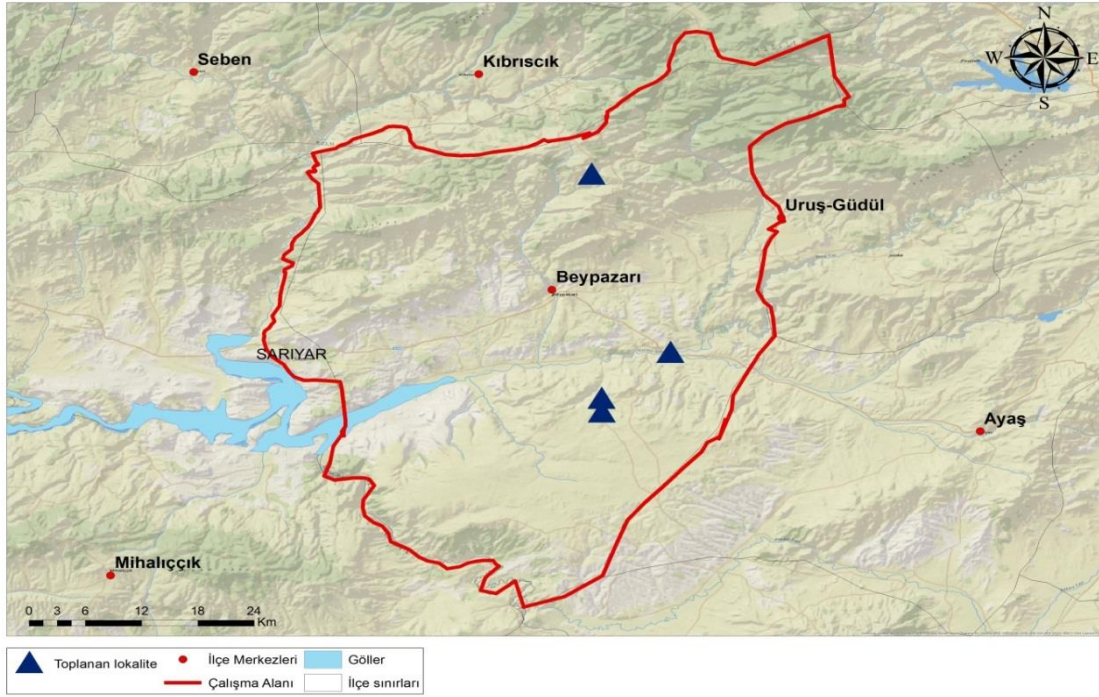 N
W E
S
Seben
Kıbrıscık
Uruş-Güdül
Beypazarı
SARIYAR
Ayaş
Mihalıççık
0 3 6 12 18 24
Km
Toplanan lokalite
İlçe Merkezleri
Göller
Çalışma Alanı
İlçe sınırları